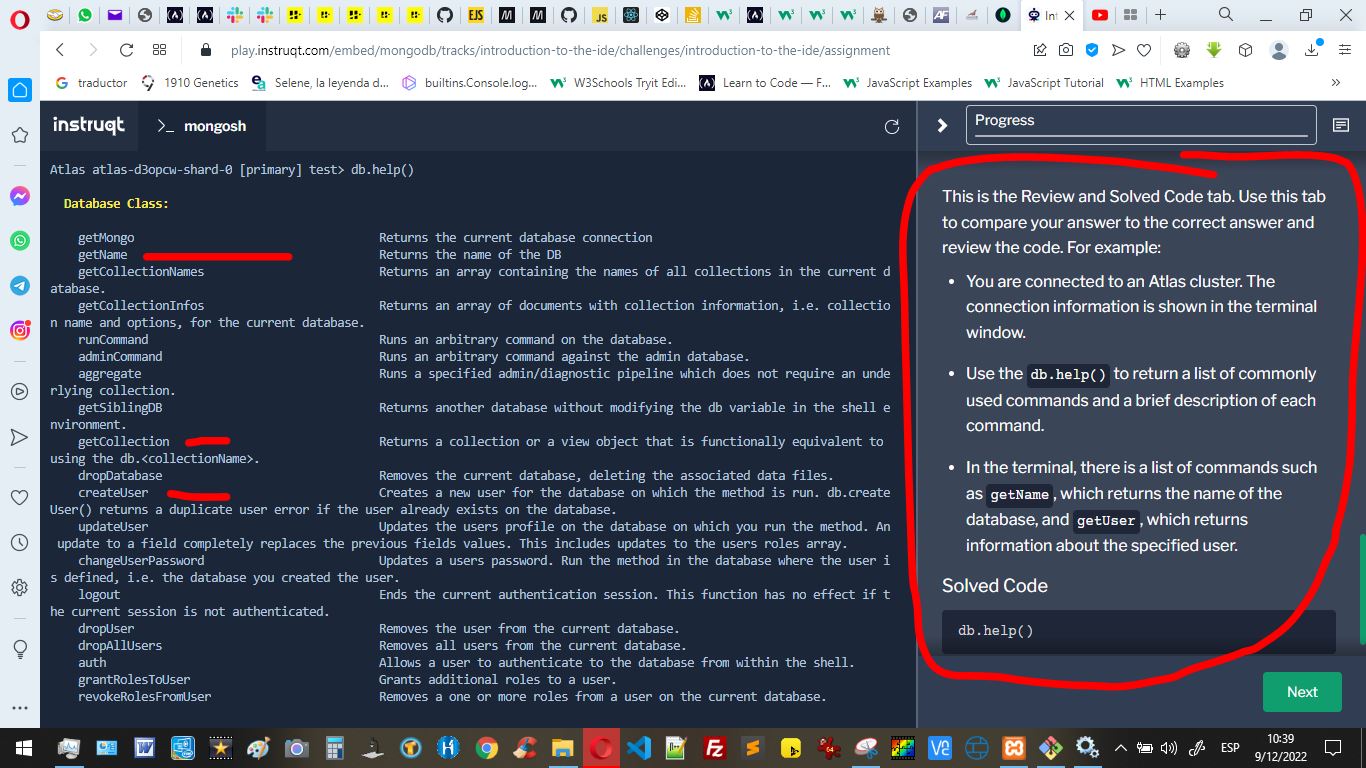 Int
play.instruqt.com/embed/mongodb/tracks/introduction-to-the-ide/challenges/introduction-to-the-ide/assignment
traductor 1910 Genetics Selene, la leyenda d... builtins.Console.log... W3Schools Tryit Edi... Learn to Code — F... JavaScript Examples JavaScript Tutorial HTML Examples
instruqt >_ mongosh
Atlas atlas-d3opcw-shard-0 [primary] test> db.help()
Database Class:
getMongo Returns the current database connection
getName Returns the name of the DB
getCollectionNames Returns an array containing the names of all collections in the current d
atabase.
getCollectionInfos Returns an array of documents with collection information, i.e. collectio
n name and options, for the current database.
runCommand Runs an arbitrary command on the database.
adminCommand Runs an arbitrary command against the admin database.
aggregate Runs a specified admin/diagnostic pipeline which does not require an unde
rlying collection.
getSiblingDB Returns another database without modifying the db variable in the shell e
nvironment.
getCollection Returns a collection or a view object that is functionally equivalent to
using the db.<collectionName>.
dropDatabase Removes the current database, deleting the associated data files.
createUser Creates a new user for the database on which the method is run. db.create
User() returns a duplicate user error if the user already exists on the database.
updateUser Updates the users profile on the database on which you run the method. An
update to a field completely replaces the previous fields values. This includes updates to the users roles array.
changeUserPassword Updates a users password. Run the method in the database where the user i
s defined, i.e. the database you created the user.
logout Ends the current authentication session. This function has no effect if t
he current session is not authenticated.
dropUser Removes the user from the current database.
dropAllUsers Removes all users from the current database.
auth Allows a user to authenticate to the database from within the shell.
grantRolesToUser Grants additional roles to a user.
revokeRolesFromUser Removes a one or more roles from a user on the current database.
Progress
This is the Review and Solved Code tab. Use this tab
to compare your answer to the correct answer and
review the code. For example:
• You are connected to an Atlas cluster. The
connection information is shown in the terminal
window.
• Use the db.help() to return a list of commonly
used commands and a brief description of each
command.
• In the terminal, there is a list of commands such
as getName, which returns the name of the
database, and getUser, which returns
information about the specified user.
Solved Code
db.help()
Next
ESP
10:39
9/12/2022